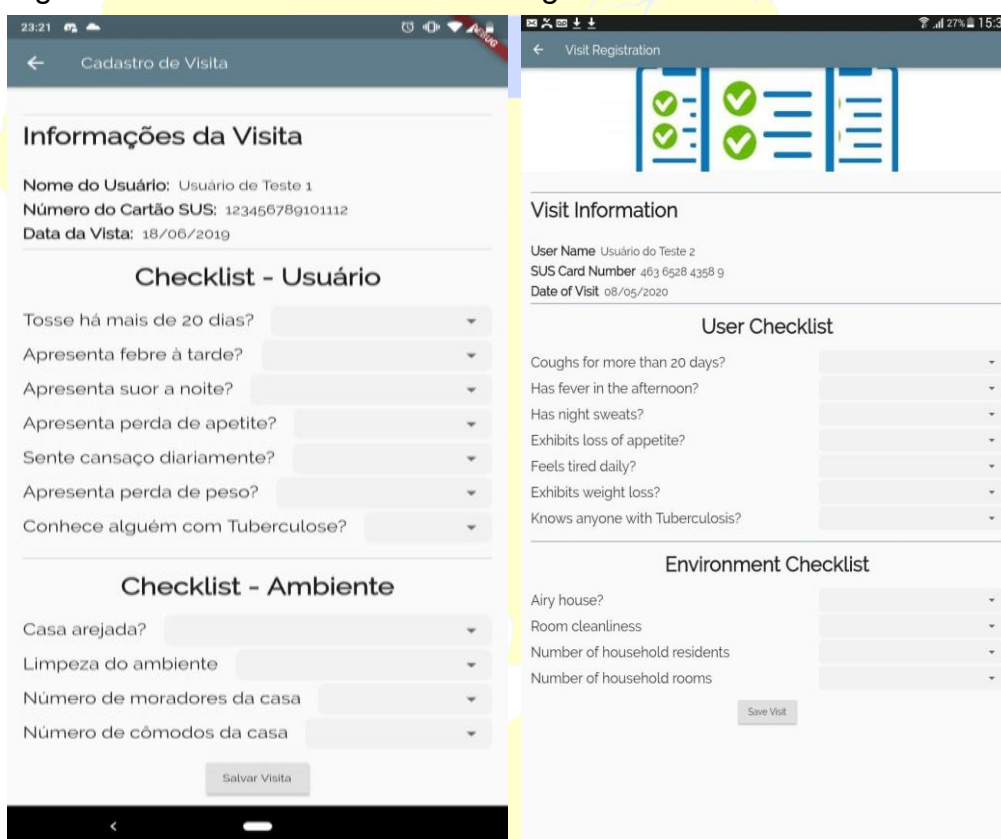 23:21
DEBUG
Cadastro de Visita
Informações da Visita
Nome do Usuário: Usuário de Teste 1
Número do Cartão SUS: 123456789101112
Data da Vista: 18/06/2019
Checklist - Usuário
Tosse há mais de 20 dias?
Apresenta febre à tarde?
Apresenta suor a noite?
Apresenta perda de apetite?
Sente cansaço diariamente?
Apresenta perda de peso?
Conhece alguém com Tuberculose?
Checklist - Ambiente
Casa arejada?
Limpeza do ambiente
Número de moradores da casa
Número de cômodos da casa
Salvar Visita
27% 15:3
Visit Registration
Visit Information
User Name Usuário do Teste 2
SUS Card Number 463 6528 4358 9
Date of Visit 08/05/2020
User Checklist
Coughs for more than 20 days?
Has fever in the afternoon?
Has night sweats?
Exhibits loss of appetite?
Feels tired daily?
Exhibits weight loss?
Knows anyone with Tuberculosis?
Environment Checklist
Airy house?
Room cleanliness
Number of household residents
Number of household rooms
Save Visit